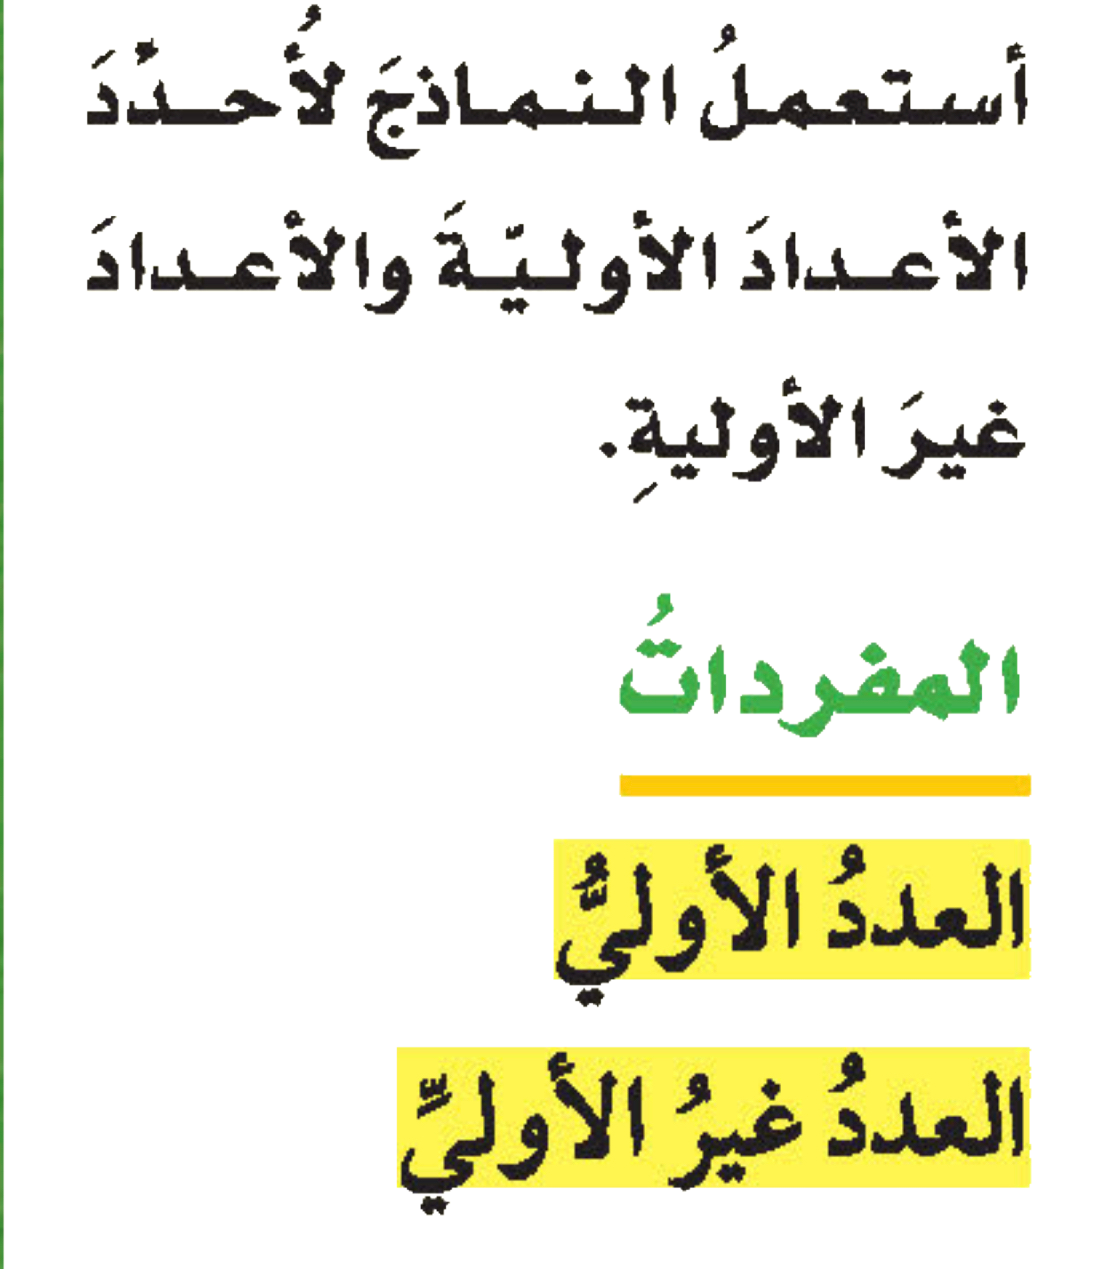 أستعملُ النماذجَ لأُحدّدَ
الأعدادَ الأوليّةَ والأعدادَ
غيرَ الأوليةِ.
المفرداتُ
العددُ الأوليُّ
العددُ غيرُ الأوليِّ